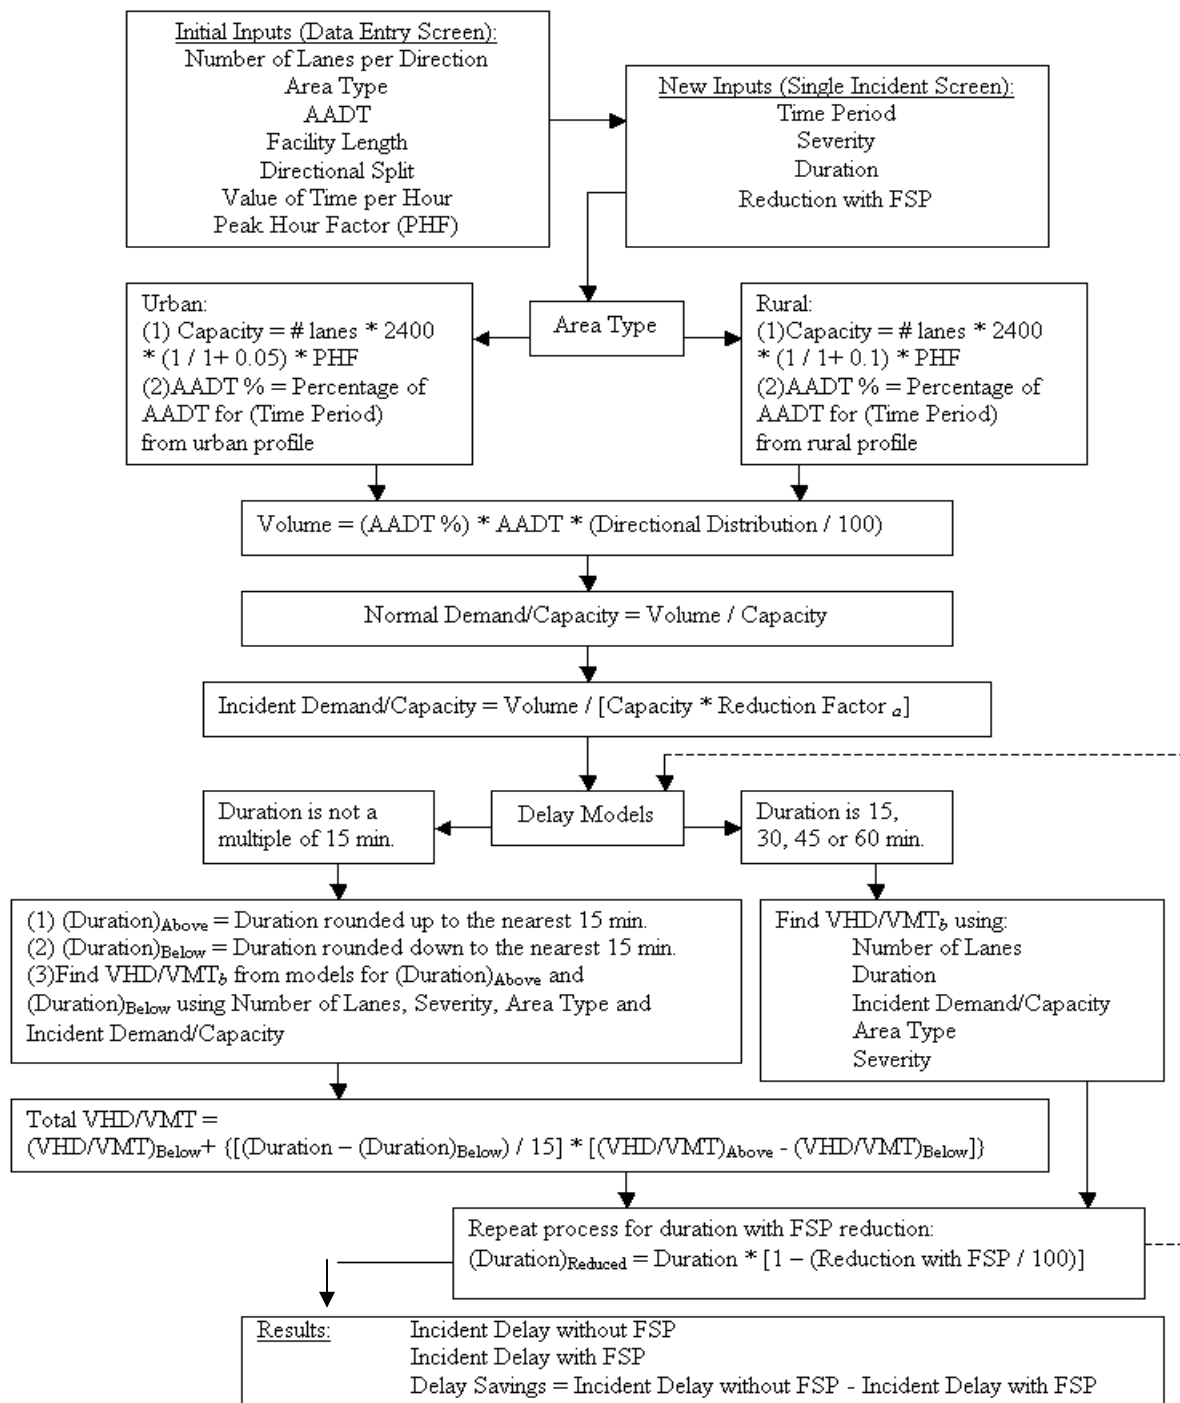 Initial Inputs (Data Entry Screen):
Number of Lanes per Direction
Area Type
AADT
Facility Length
Directional Split
Value of Time per Hour
Peak Hour Factor (PHF)
New Inputs (Single Incident Screen):
Time Period
Severity
Duration
Reduction with FSP
Urban:
(1) Capacity = # lanes * 2400
* (1 / 1+ 0.05) * PHF
(2)AADT % = Percentage of
AADT for (Time Period)
from urban profile
Area Type
Rural:
(1)Capacity = # lanes * 2400
* (1 / 1+ 0.1) * PHF
(2)AADT % = Percentage of
AADT for (Time Period)
from rural profile
Volume = (AADT %) * AADT * (Directional Distribution / 100)
Normal Demand/Capacity = Volume / Capacity
Incident Demand/Capacity = Volume / [Capacity * Reduction Factor a]
Duration is not a
multiple of 15 min.
Delay Models
Duration is 15,
30, 45 or 60 min.
(1) (Duration)Above = Duration rounded up to the nearest 15 min.
(2) (Duration)Below = Duration rounded down to the nearest 15 min.
(3)Find VHD/VMTb from models for (Duration)Above and
(Duration)Below using Number of Lanes, Severity, Area Type and
Incident Demand/Capacity
Find VHD/VMTb using:
Number of Lanes
Duration
Incident Demand/Capacity
Area Type
Severity
Total VHD/VMT =
(VHD/VMT)Below+ {[(Duration – (Duration)Below) / 15] * [(VHD/VMT)Above - (VHD/VMT)Below]}
Repeat process for duration with FSP reduction:
(Duration)Reduced = Duration * [1 – (Reduction with FSP / 100)]
Results: Incident Delay without FSP
Incident Delay with FSP
Delay Savings = Incident Delay without FSP - Incident Delay with FSP